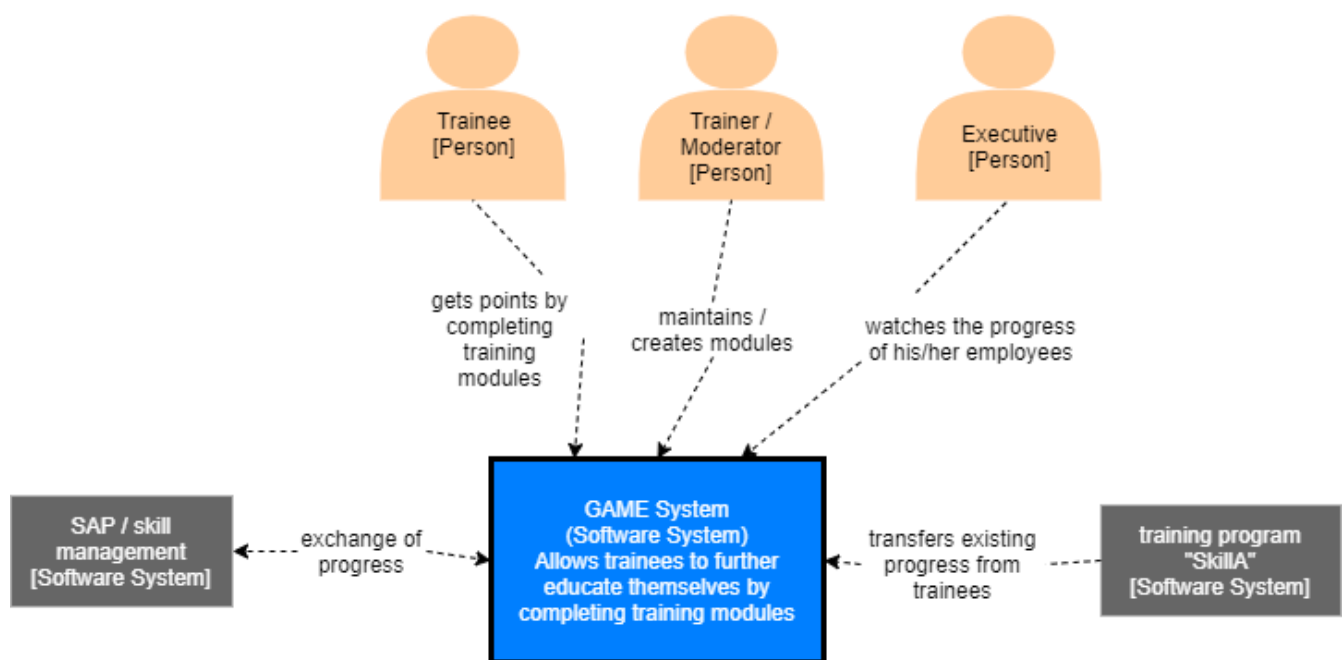 Trainee
[Person]
Trainer /
Moderator
[Person]
Executive
[Person]
gets points by
completing
training
modules
maintains /
creates modules
watches the progress
of his/her employees
SAP / skill
management
[Software System]
exchange of
progress
GAME System
(Software System)
Allows trainees to further
educate themselves by
completing training modules
transfers existing
progress from
trainees
training program
"SkillA"
[Software System]